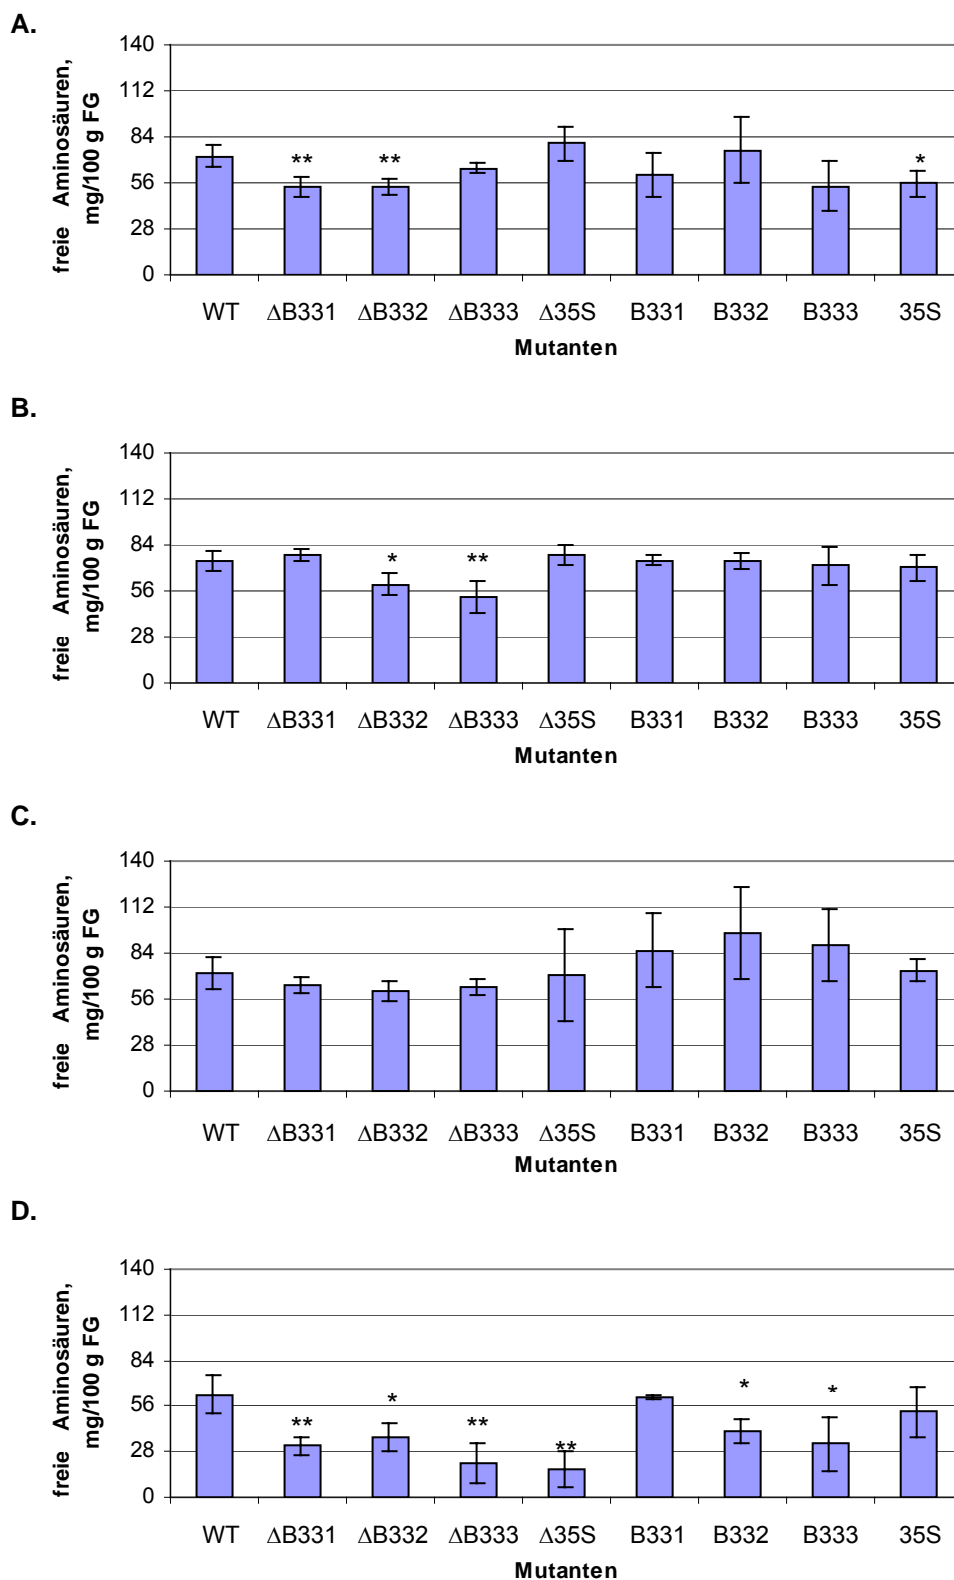 A.
140
112
84
56
28
0
freie Aminosäuren,
mg/100 g FG
** ** *
WT ΔB331 ΔB332 ΔB333 Δ35S B331 B332 B333 35S
Mutanten
B.
140
112
84
56
28
0
freie Aminosäuren,
mg/100 g FG
* **
WT ΔB331 ΔB332 ΔB333 Δ35S B331 B332 B333 35S
Mutanten
C.
140
112
84
56
28
0
freie Aminosäuren,
mg/100 g FG
WT ΔB331 ΔB332 ΔB333 Δ35S B331 B332 B333 35S
Mutanten
D.
140
112
84
56
28
0
freie Aminosäuren,
mg/100 g FG
** * ** ** * *
WT ΔB331 ΔB332 ΔB333 Δ35S B331 B332 B333 35S
Mutanten